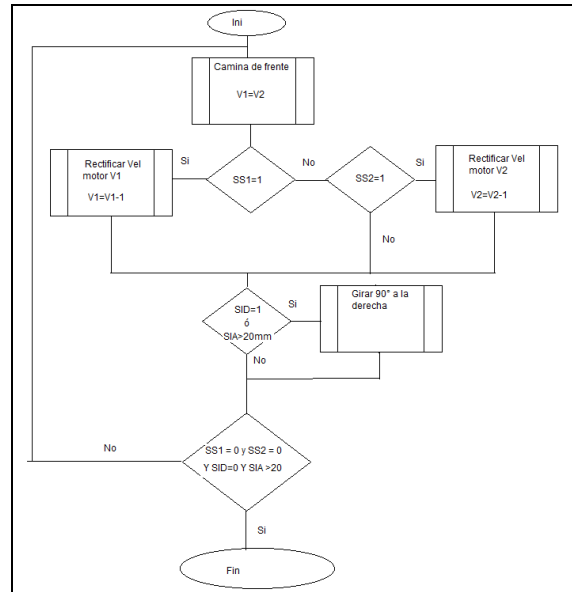 Ini
Camina de frente
V1=V2
Si
No
Si
Rectificar Vel
motor V1
V1=V1-1
SS1=1
SS2=1
Rectificar Vel
motor V2
V2=V2-1
No
SID=1
ó
SIA>20mm
Si
Girar 90° a la
derecha
No
SS1 = 0 y SS2 = 0
Y SID=0 Y SIA >20
No
Si
Fin